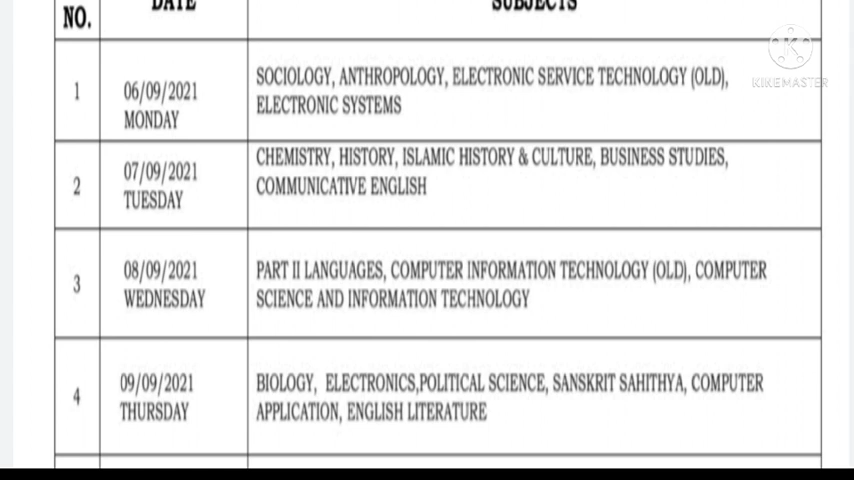 DATE
SUBJECTS
NO.
1
06/09/2021
MONDAY
SOCIOLOGY, ANTHROPOLOGY, ELECTRONIC SERVICE TECHNOLOGY (OLD),
ELECTRONIC SYSTEMS
2
07/09/2021
TUESDAY
CHEMISTRY, HISTORY, ISLAMIC HISTORY & CULTURE, BUSINESS STUDIES,
COMMUNICATIVE ENGLISH
3
08/09/2021
WEDNESDAY
PART II LANGUAGES, COMPUTER INFORMATION TECHNOLOGY (OLD), COMPUTER
SCIENCE AND INFORMATION TECHNOLOGY
4
09/09/2021
THURSDAY
BIOLOGY, ELECTRONICS,POLITICAL SCIENCE, SANSKRIT SAHITHYA, COMPUTER
APPLICATION, ENGLISH LITERATURE
K
KINEMASTER